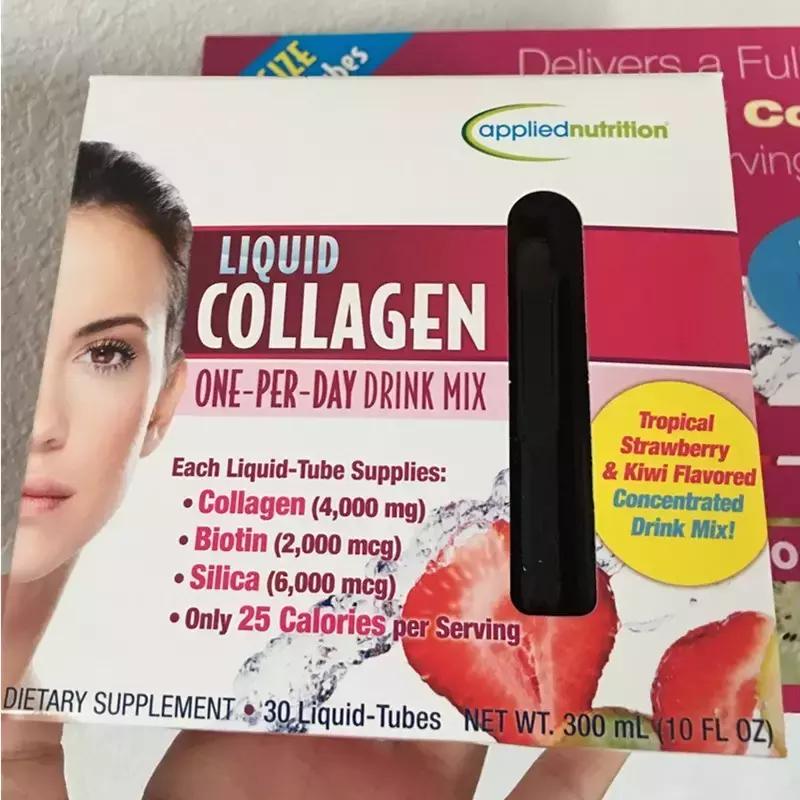 SIZE
Delivers a
appliednutrition
LIQUID
COLLAGEN
ONE-PER-DAY DRINK MIX
Tropical
Strawberry
& Kiwi Flavored
Concentrated
Drink Mix!
Each Liquid-Tube Supplies:
• Collagen (4,000 mg)
• Biotin (2,000 mcg)
• Silica (6,000 mcg)
• Only 25 Calories per Serving
DIETARY SUPPLEMENT • 30 Liquid-Tubes NET WT. 300 mL (10 FL OZ)